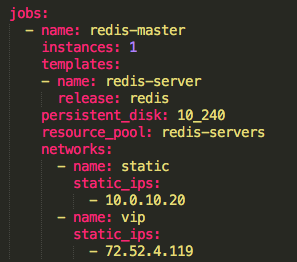 jobs:
- name: redis-master
instances: 1
templates:
- name: redis-server
release: redis
persistent_disk: 10_240
resource_pool: redis-servers
networks:
- name: static
static_ips:
- 10.0.10.20
- name: vip
static_ips:
- 72.52.4.119